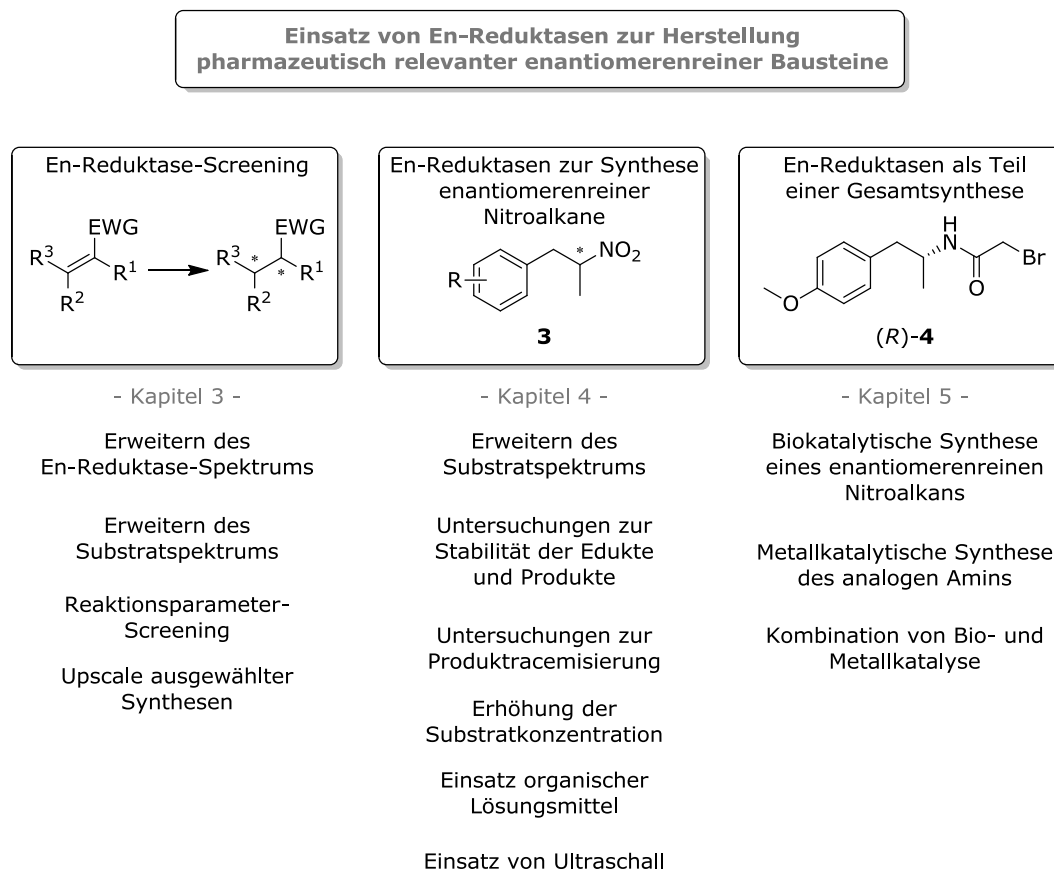 Einsatz von En-Reduktasen zur Herstellung
pharmazeutisch relevanter enantiomerenreiner Bausteine
En-Reduktase-Screening
EWG
R³
R¹
R²
EWG
R³
*
*
R¹
R²
- Kapitel 3 -
Erweitern des
En-Reduktase-Spektrums
Erweitern des
Substratspektrums
Reaktionsparameter-
Screening
Upscale ausgewählter
Synthesen
En-Reduktasen zur Synthese
enantiomerenreiner
Nitroalkane
*
NO₂
R
3
- Kapitel 4 -
Erweitern des
Substratspektrums
Untersuchungen zur
Stabilität der Edukte
und Produkte
Untersuchungen zur
Produktracemisierung
Erhöhung der
Substratkonzentration
Einsatz organischer
Lösungsmittel
Einsatz von Ultraschall
En-Reduktasen als Teil
einer Gesamtsynthese
H
N
Br
O
O
(R)-4
- Kapitel 5 -
Biokatalytische Synthese
eines enantiomerenreinen
Nitroalkans
Metallkatalytische Synthese
des analogen Amins
Kombination von Bio- und
Metallkatalyse